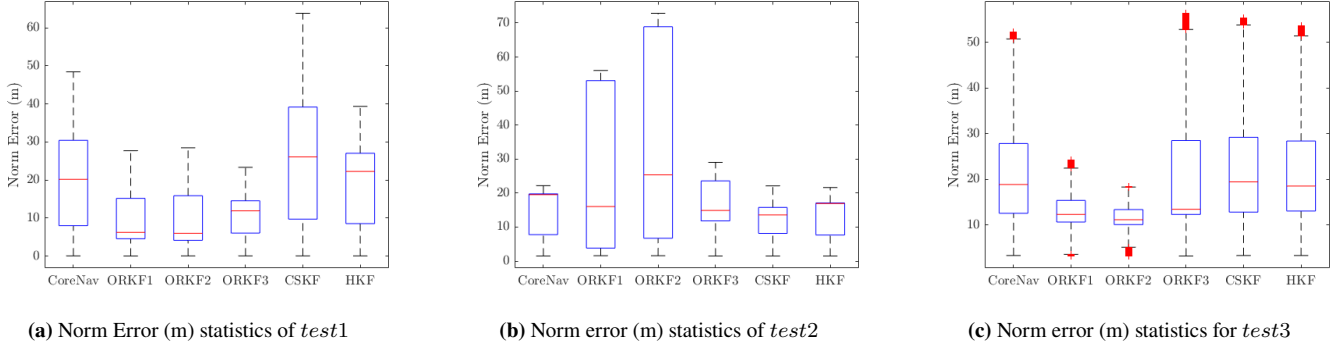 Norm Error (m)
60
50
40
30
20
10
0
CoreNav ORKF1 ORKF2 ORKF3 CSKF HKF
(a) Norm Error (m) statistics of test1
Norm error (m)
70
60
50
40
30
20
10
0
CoreNav ORKF1 ORKF2 ORKF3 CSKF HKF
(b) Norm error (m) statistics of test2
Norm Error (m)
50
40
30
20
10
CoreNav ORKF1 ORKF2 ORKF3 CSKF HKF
(c) Norm error (m) statistics for test3